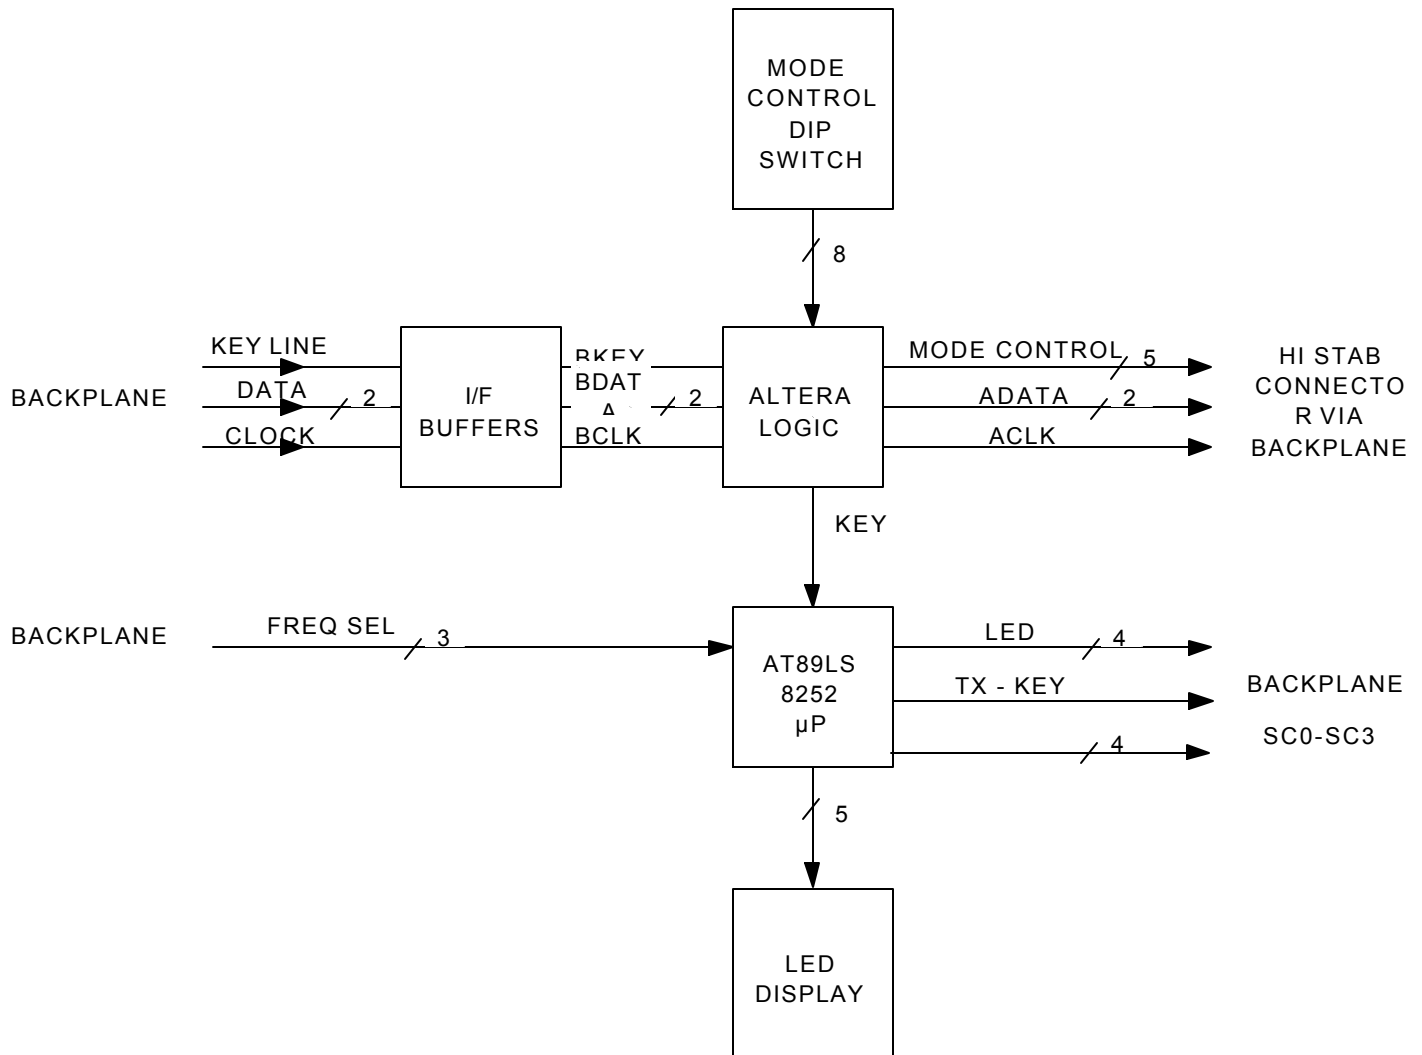 MODE
CONTROL
DIP
SWITCH
8
KEY LINE
BKEY
MODE CONTROL
5
HI STAB
BACKPLANE
DATA
2
I/F
BUFFERS
BDAT
A
2
ALTERA
LOGIC
ADATA
2
CONNECTO
R VIA
BACKPLANE
CLOCK
BCLK
ACLK
KEY
BACKPLANE
FREQ SEL
3
AT89LS
8252
µP
LED
4
TX - KEY
BACKPLANE
4
SC0-SC3
5
LED
DISPLAY